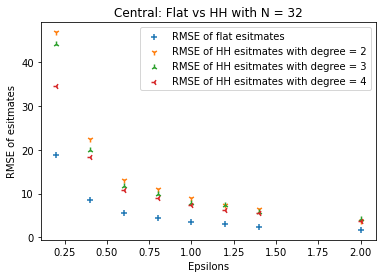 Central: Flat vs HH with N = 32
RMSE of flat esitmates
RMSE of HH esitmates with degree = 2
RMSE of HH esitmates with degree = 3
RMSE of HH esitmates with degree = 4
RMSE of esitmates
40
30
20
10
0
0.25
0.50
0.75
1.00
1.25
1.50
1.75
2.00
Epsilons